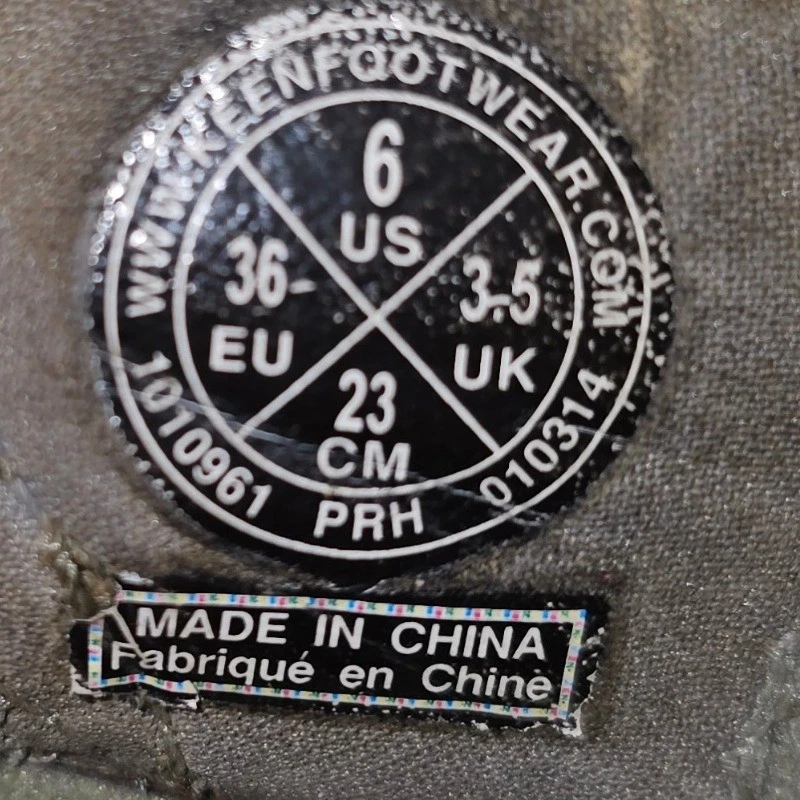 WWW.KEENFOOTWEAR.COM
6
US
36-
EU
3.5
UK
23
CM
1010961 PRH 010314
MADE IN CHINA
Fabriqué en Chine